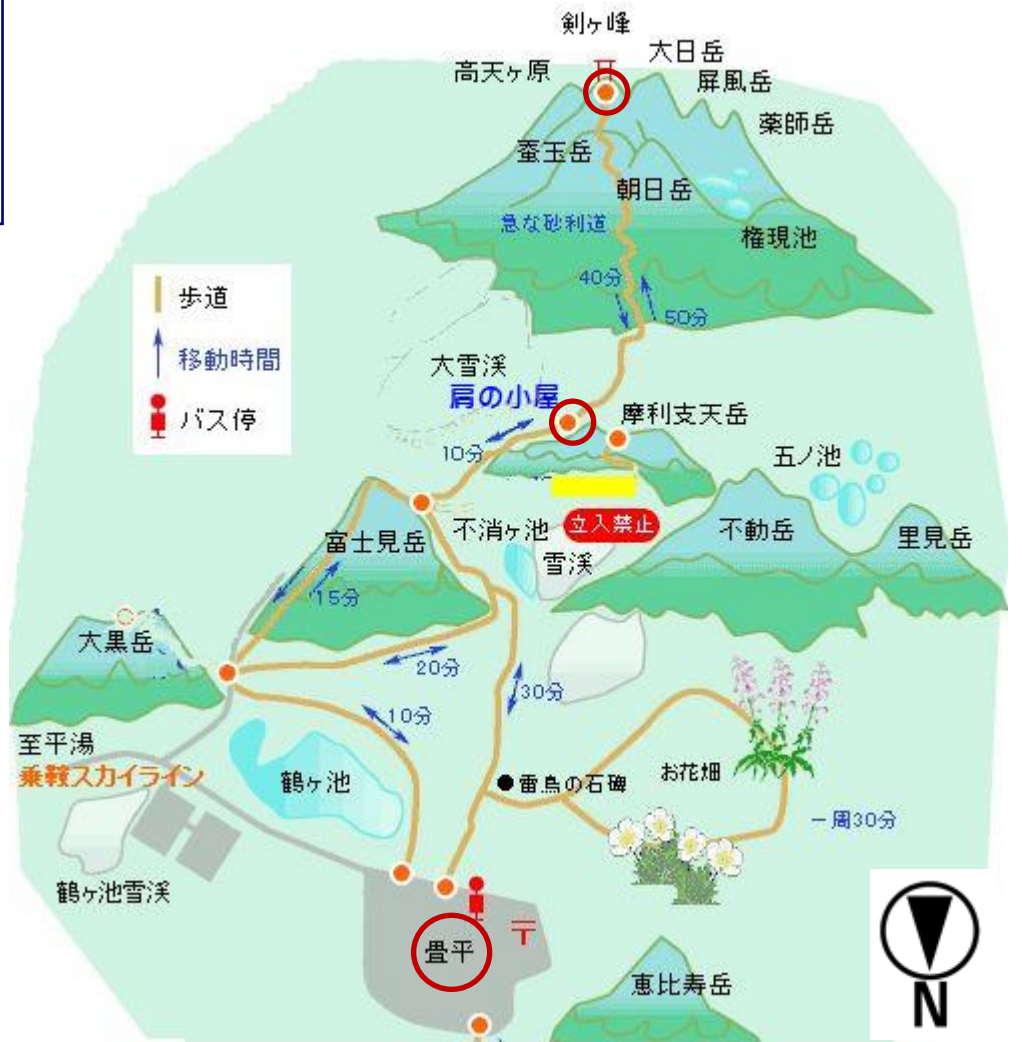 剣ヶ峰
大日岳
高天ヶ原
屏風岳
薬師岳
蚕玉岳
朝日岳
急な砂利道
権現池
40分
50分
歩道
移動時間
バス停
大雪渓
肩の小屋
摩利支天岳
10分
五ノ池
富士見岳
不消ヶ池
立入禁止
不動岳
里見岳
雪渓
15分
大黒岳
20分
30分
10分
至平湯
乗鞍スカイライン
鶴ヶ池
雷鳥の石碑
お花畑
一周30分
鶴ヶ池雪渓
〒
畳平
恵比寿岳
N